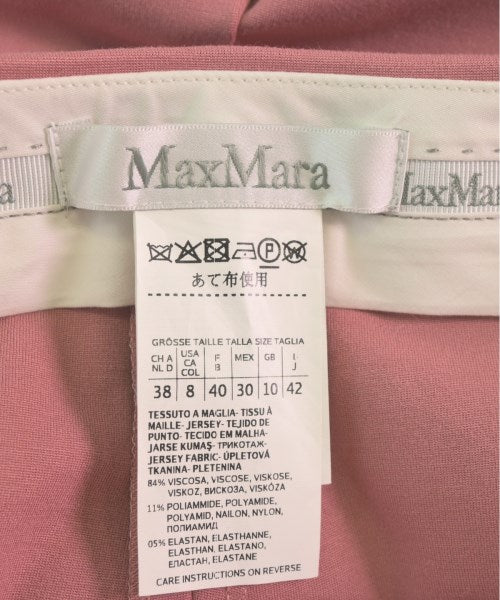 MaxMara
axMa
a
P
あて布使用
GRÖSSE TAILLE TALLA SIZE TAGLIA
CH A NL D USA CA COL F B MEX GB I J
38 8 40 30 10 42
TESSUTO A MAGLIA- TISSU À
MAILLE- JERSEY- TEJIDO DE
PUNTO- TECIDO EM MALHA-
JARSE KUMAŞ- ТРИКОТАЖ-
JERSEY FABRIC- ÚPLETOVÁ
TKANINA- PLETENINA
84% VISCOSA, VISCOSE, VISKOSE,
VISKOZ, ВИСКОЗА, VISKÓZA
11% POLIAMMIDE, POLYAMIDE,
POLYAMID, NAILON, NYLON,
ПОЛИАМИД
05% ELASTAN, ELASTHANNE,
ELASTHAN, ELASTANO,
ЕЛАСТАН, ELASTANE
CARE INSTRUCTIONS ON REVERSE